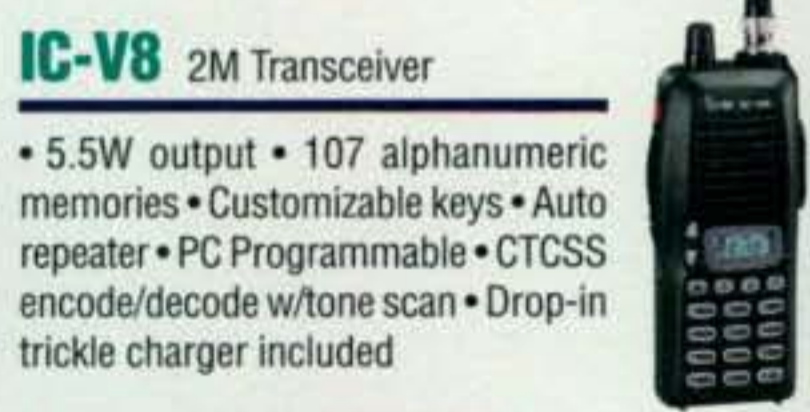 IC-V8 2M Transceiver
• 5.5W output • 107 alphanumeric
memories • Customizable keys • Auto
repeater • PC Programmable • CTCSS
encode/decode w/tone scan • Drop-in
trickle charger included